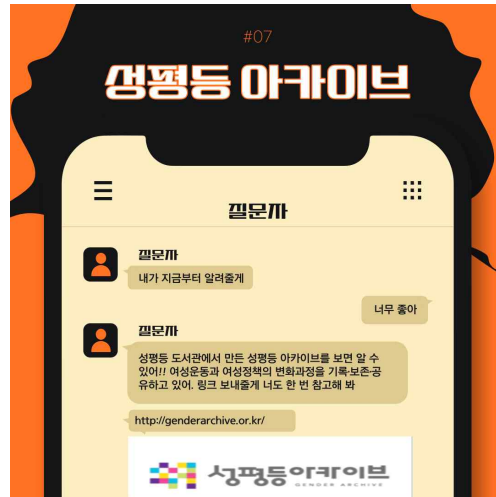 #07
성평등 아카이브
질문자
질문자
내가 지금부터 알려줄게
너무 좋아
질문자
성평등 도서관에서 만든 성평등 아카이브를 보면 알 수
있어!! 여성운동과 여성정책의 변화과정을 기록·보존·공
유하고 있어. 링크 보내줄게 너도 한 번 참고해 봐
http://genderarchive.or.kr/
성평등아카이브
GENDER ARCHIVE